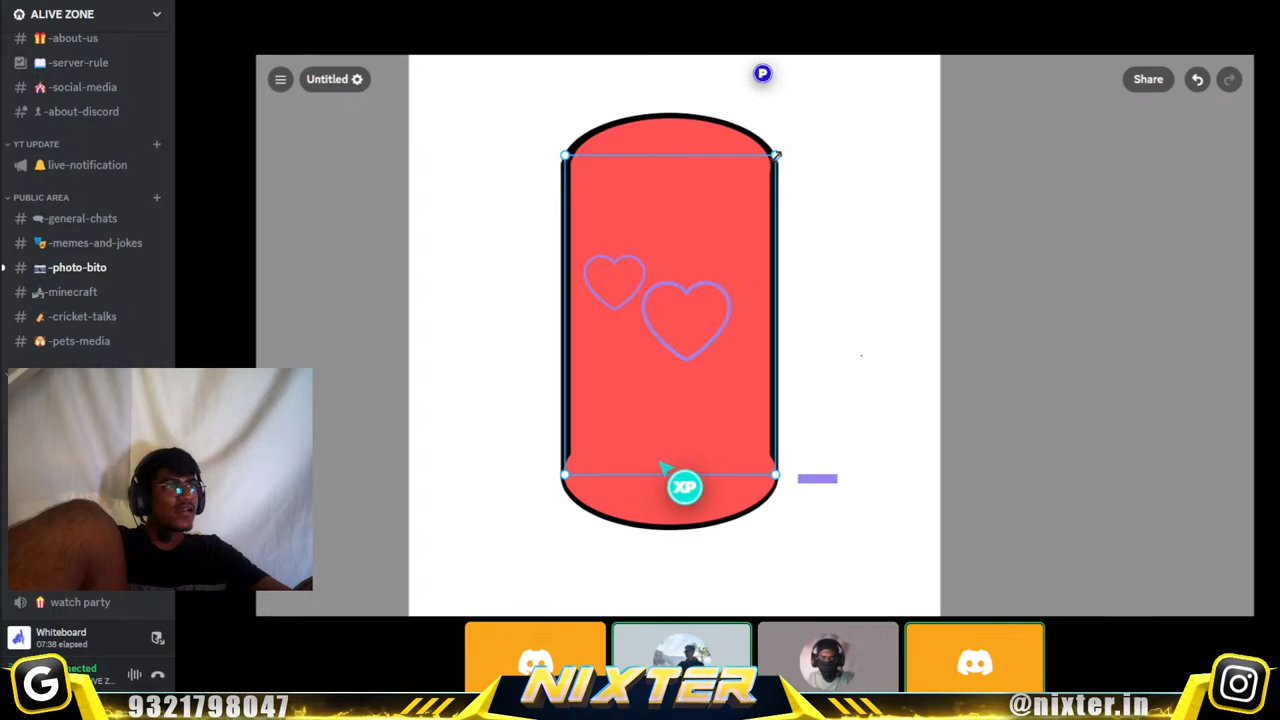 ALIVE ZONE
-about-us
-server-rule
-social-media
-about-discord
YT UPDATE
live-notification
PUBLIC AREA
-general-chats
-memes-and-jokes
-photo-bito
-minecraft
-cricket-talks
-pets-media
watch party
Whiteboard
07:38 elapsed
Untitled
Share
P
XP
NIXTER
G
9321798047
@nixter.in